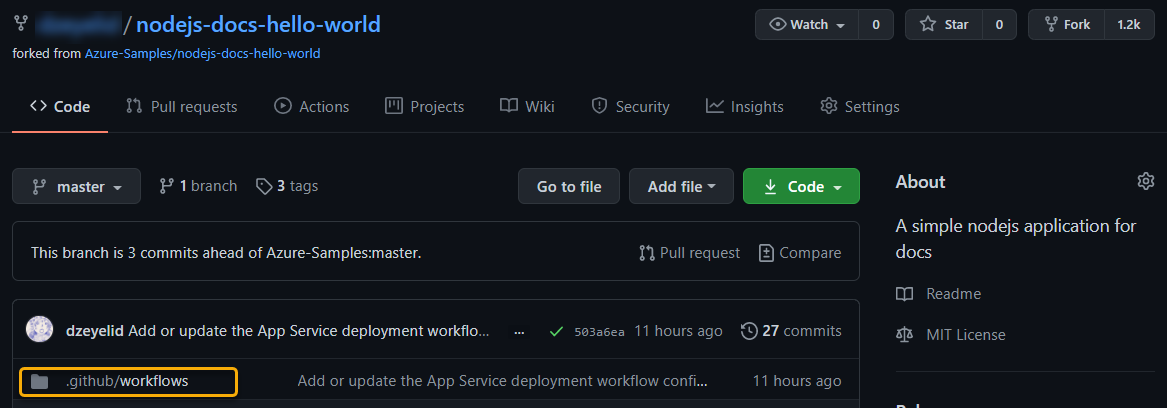 / nodejs-docs-hello-world
Watch 0 Star 0 Fork 1.2k
forked from Azure-Samples/nodejs-docs-hello-world
Code Pull requests Actions Projects Wiki Security Insights Settings
master 1 branch 3 tags Go to file Add file Code
About
A simple nodejs application for
docs
This branch is 3 commits ahead of Azure-Samples:master. Pull request Compare
Readme
dzeyelid Add or update the App Service deployment workflo... ... 503a6ea 11 hours ago 27 commits
MIT License
.github/workflows Add or update the App Service deployment workflow confi... 11 hours ago